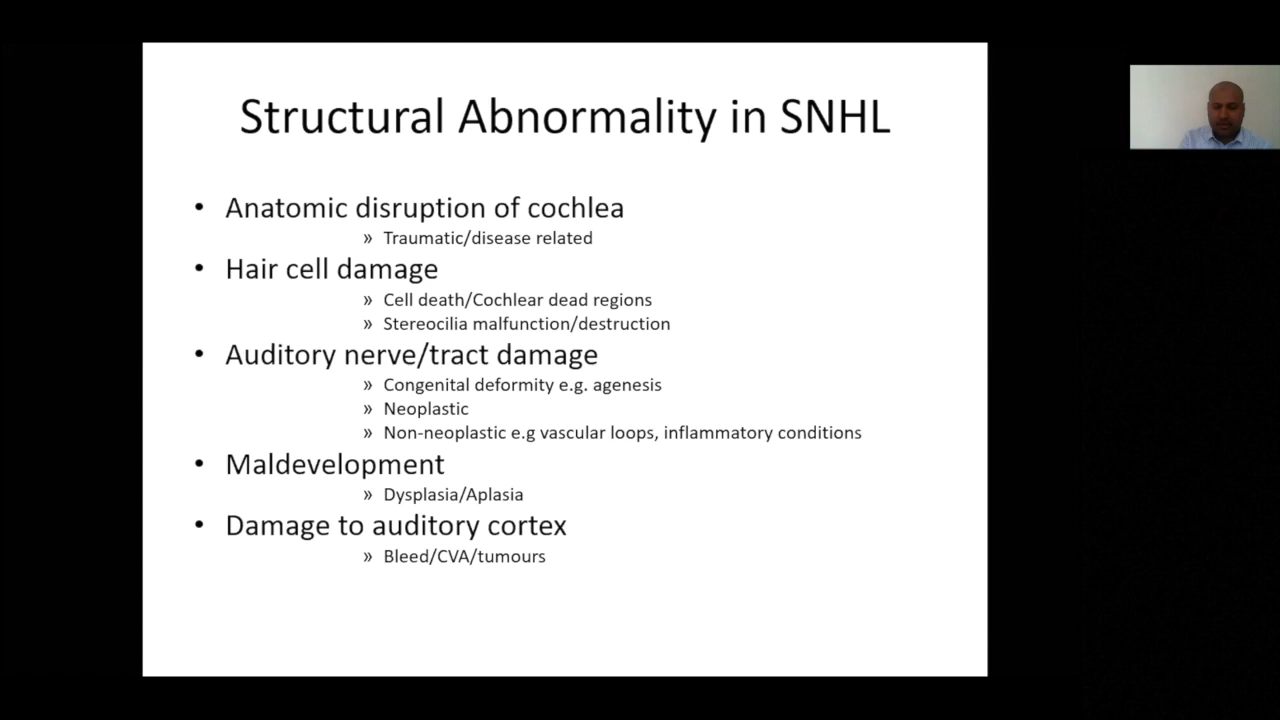 Structural Abnormality in SNHL
• Anatomic disruption of cochlea
» Traumatic/disease related
• Hair cell damage
» Cell death/Cochlear dead regions
» Stereocilia malfunction/destruction
• Auditory nerve/tract damage
» Congenital deformity e.g. agenesis
» Neoplastic
» Non-neoplastic e.g vascular loops, inflammatory conditions
• Maldevelopment
» Dysplasia/Aplasia
• Damage to auditory cortex
» Bleed/CVA/tumours